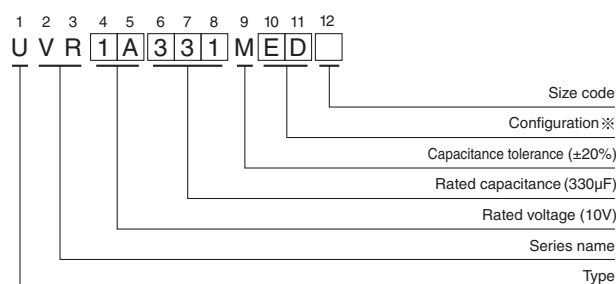 1 2 3 4 5 6 7 8 9 10 11 12
U V R 1 A 3 3 1 M E D
Size code
Configuration※
Capacitance tolerance (±20%)
Rated capacitance (330µF)
Rated voltage (10V)
Series name
Type